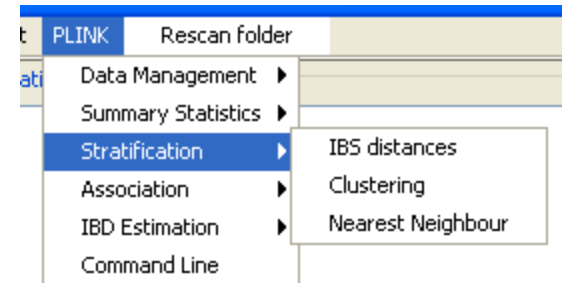 t PLINK Rescan folder
ati Data Management
Summary Statistics
Stratification IBS distances
Association Clustering
IBD Estimation Nearest Neighbour
Command Line